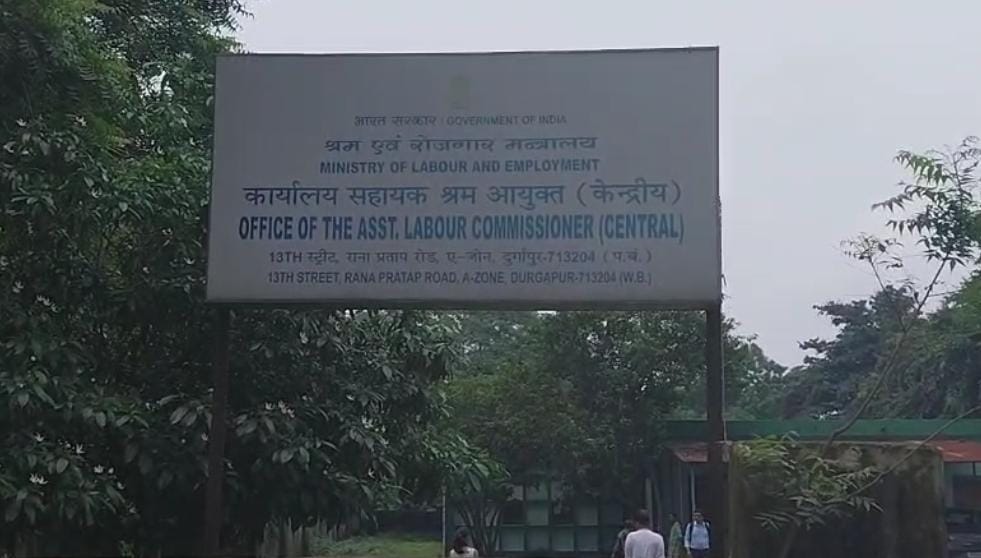 भारत सरकार / GOVERNMENT OF INDIA
श्रम एवं रोजगार मन्त्रालय
MINISTRY OF LABOUR AND EMPLOYMENT
कार्यालय सहायक श्रम आयुक्त (केन्द्रीय)
OFFICE OF THE ASST. LABOUR COMMISSIONER (CENTRAL)
13TH स्ट्रीट, राना प्रताप रोड, ए-जोन, दुर्गापुर-713204 (प.बं.)
13TH STREET, RANA PRATAP ROAD, A-ZONE, DURGAPUR-713204 (W.B.)